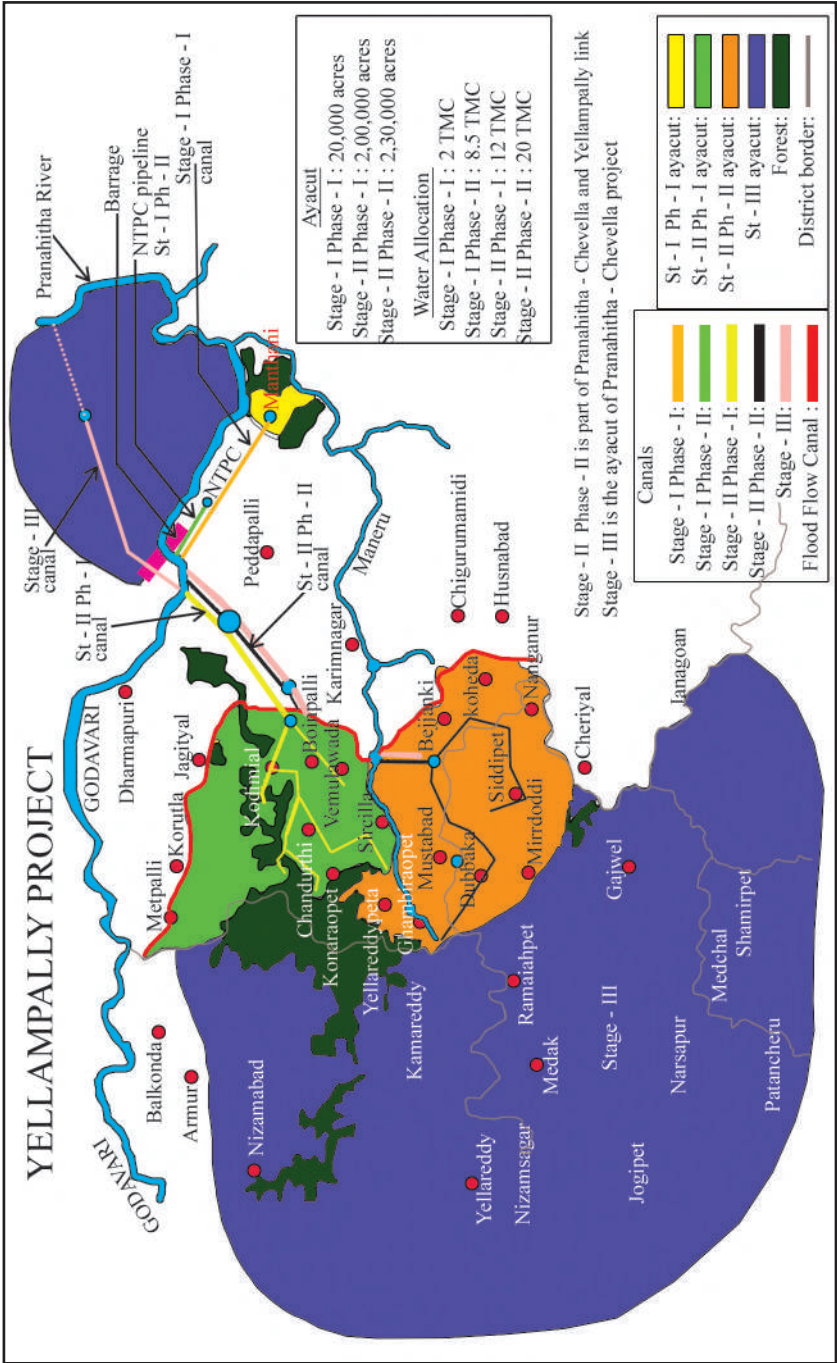 YELLAMPALLY PROJECT
GODAVARI
GODAVARI
Dharmapuri
Balkonda
Armur
Nizamabad
Metpalli
Korutla
Jagityal
Kodimial
Boinpalli
Vemulawada
Chandurthi
Sircilla
Konaraopet
Yellareddypeta
Ghambiraopet
Mustabad
Dubbaka
Bejjanki
koheda
Siddipet
Nanganur
Mirrdoddi
Kamareddy
Ramaiahpet
Medak
Yellareddy
Nizamsagar
Jogipet
Stage - III
Narsapur
Gajwel
Medchal
Shamirpet
Patancheru
Janagoan
Cheriyal
Husnabad
Chigurumamidi
Karimnagar
Maneru
Peddapalli
NTPC
Manthani
Stage - III
canal
St - II Ph - I
canal
St - II Ph - II
canal
Pranahitha River
Barrage
NTPC pipeline
St - I Ph - II
Stage - I Phase - I
canal
Ayacut
Stage - I Phase - I : 20,000 acres
Stage - II Phase - I : 2,00,000 acres
Stage - II Phase - II : 2,30,000 acres
Water Allocation
Stage - I Phase - I : 2 TMC
Stage - I Phase - II : 8.5 TMC
Stage - II Phase - I : 12 TMC
Stage - II Phase - II : 20 TMC
Stage - II Phase - II is part of Pranahitha - Chevella and Yellampally link
Stage - III is the ayacut of Pranahitha - Chevella project
Canals
Stage - I Phase - I:
Stage - I Phase - II:
Stage - II Phase - I:
Stage - II Phase - II:
Stage - III:
Flood Flow Canal :
St - I Ph - I ayacut:
St - II Ph - I ayacut:
St - II Ph - II ayacut:
St - III ayacut:
Forest:
District border: